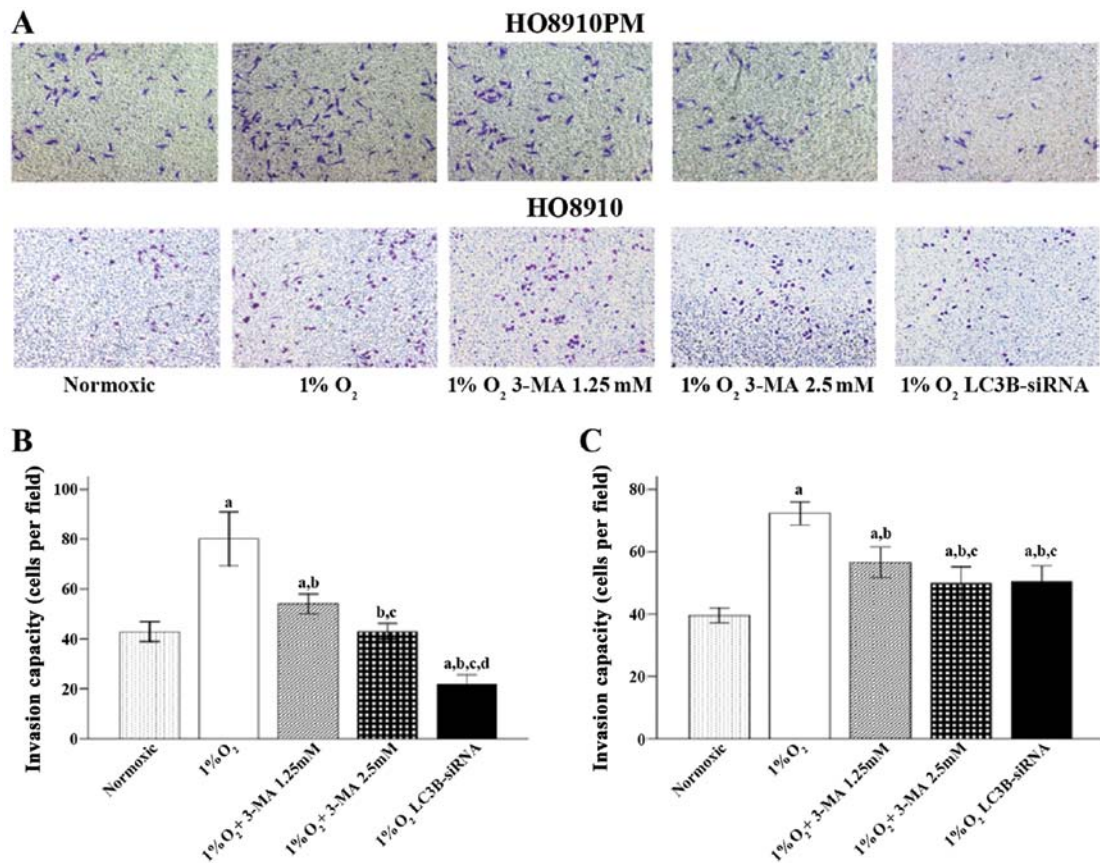 A
HO8910PM
HO8910
Normoxic
1% O₂
1% O₂ 3-MA 1.25 mM
1% O₂ 3-MA 2.5 mM
1% O₂ LC3B-siRNA
B
Invasion capacity (cells per field)
100
80
60
40
20
0
a
a,b
b,c
a,b,c,d
Normoxic
1%O₂
1%O₂+ 3-MA 1.25mM
1%O₂+ 3-MA 2.5mM
1%O₂ LC3B-siRNA
C
Invasion capacity (cells per field)
80
60
40
20
0
a
a,b
a,b,c
a,b,c
Normoxic
1%O₂
1%O₂+ 3-MA 1.25mM
1%O₂+ 3-MA 2.5mM
1%O₂ LC3B-siRNA